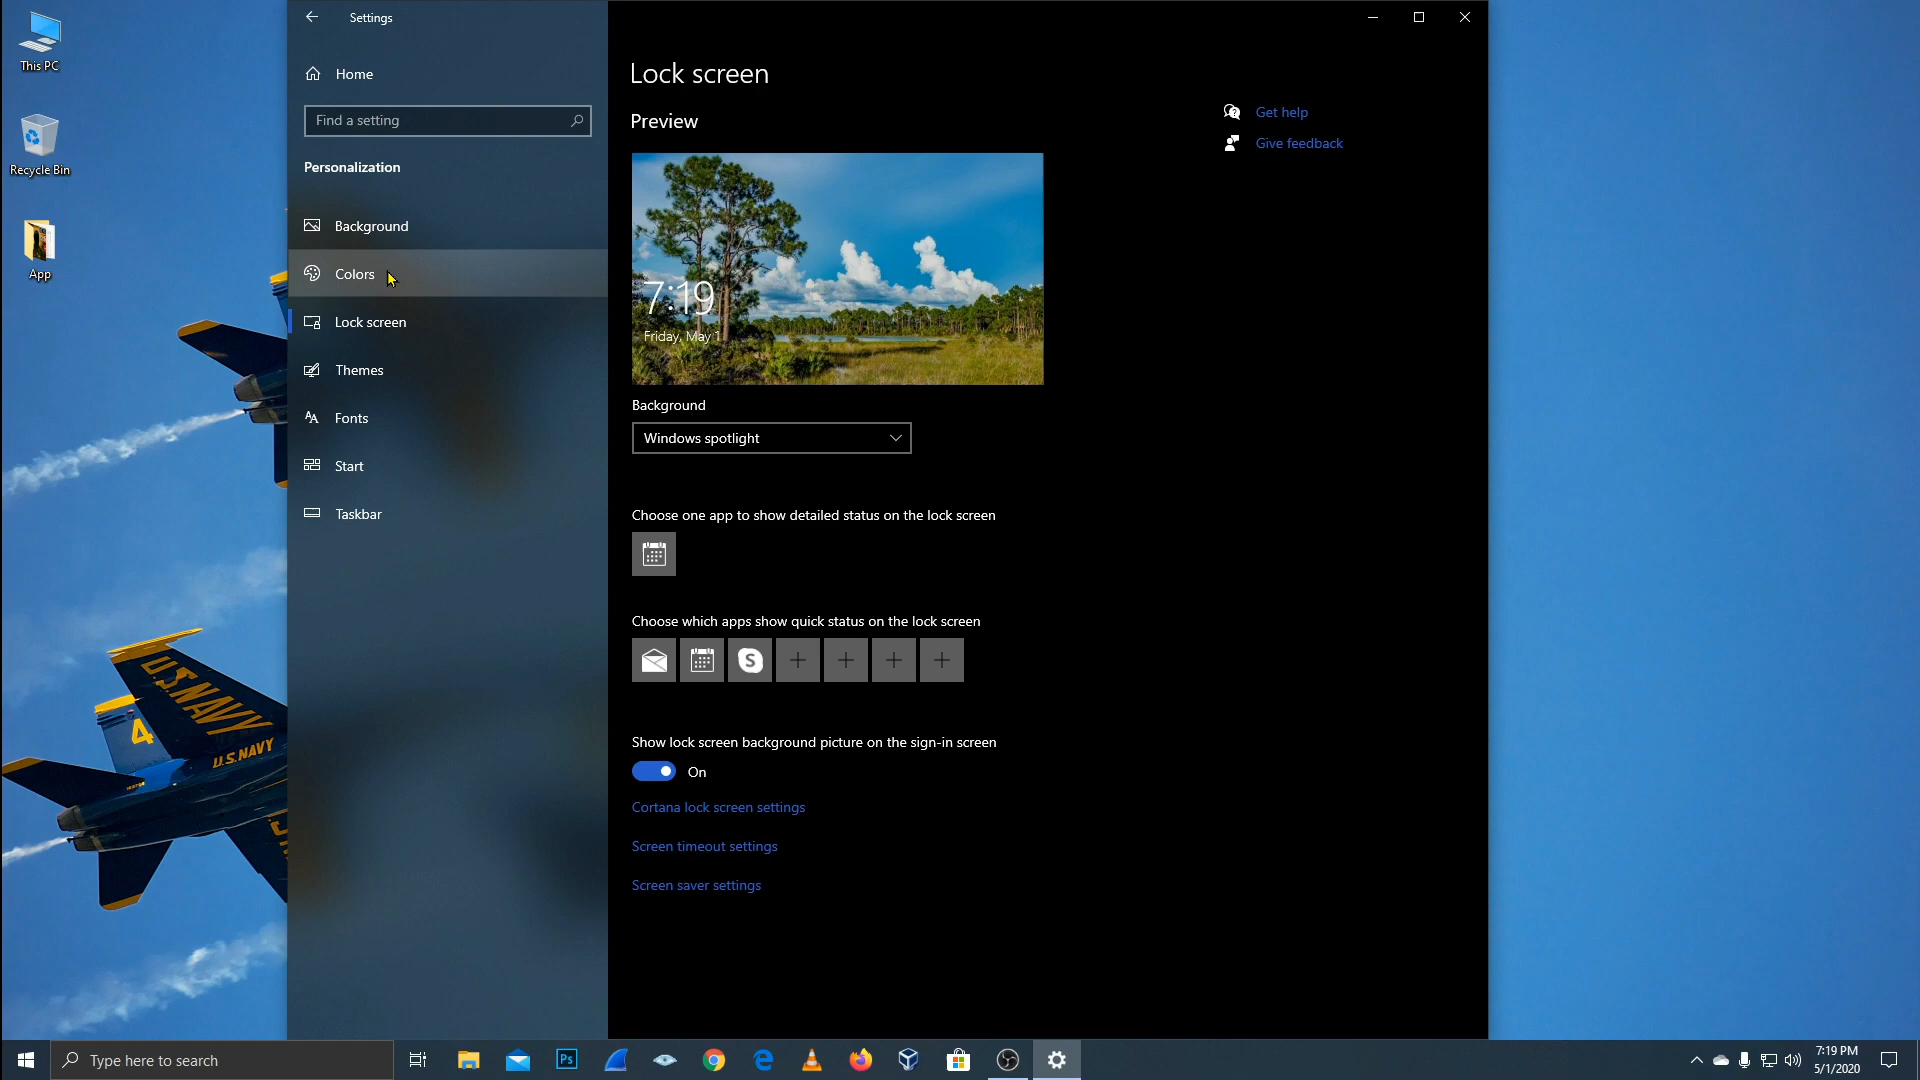 This PC
Recycle Bin
App
U.S.NAVY
4
U.S.NAVY
Settings
Home
Find a setting
Personalization
Background
Colors
Lock screen
Themes
Fonts
Start
Taskbar
Lock screen
Preview
7:19
Friday, May 1
Background
Windows spotlight
Choose one app to show detailed status on the lock screen
Choose which apps show quick status on the lock screen
S
Show lock screen background picture on the sign-in screen
On
Cortana lock screen settings
Screen timeout settings
Screen saver settings
Get help
Give feedback
Type here to search
Ps
7:19 PM
5/1/2020